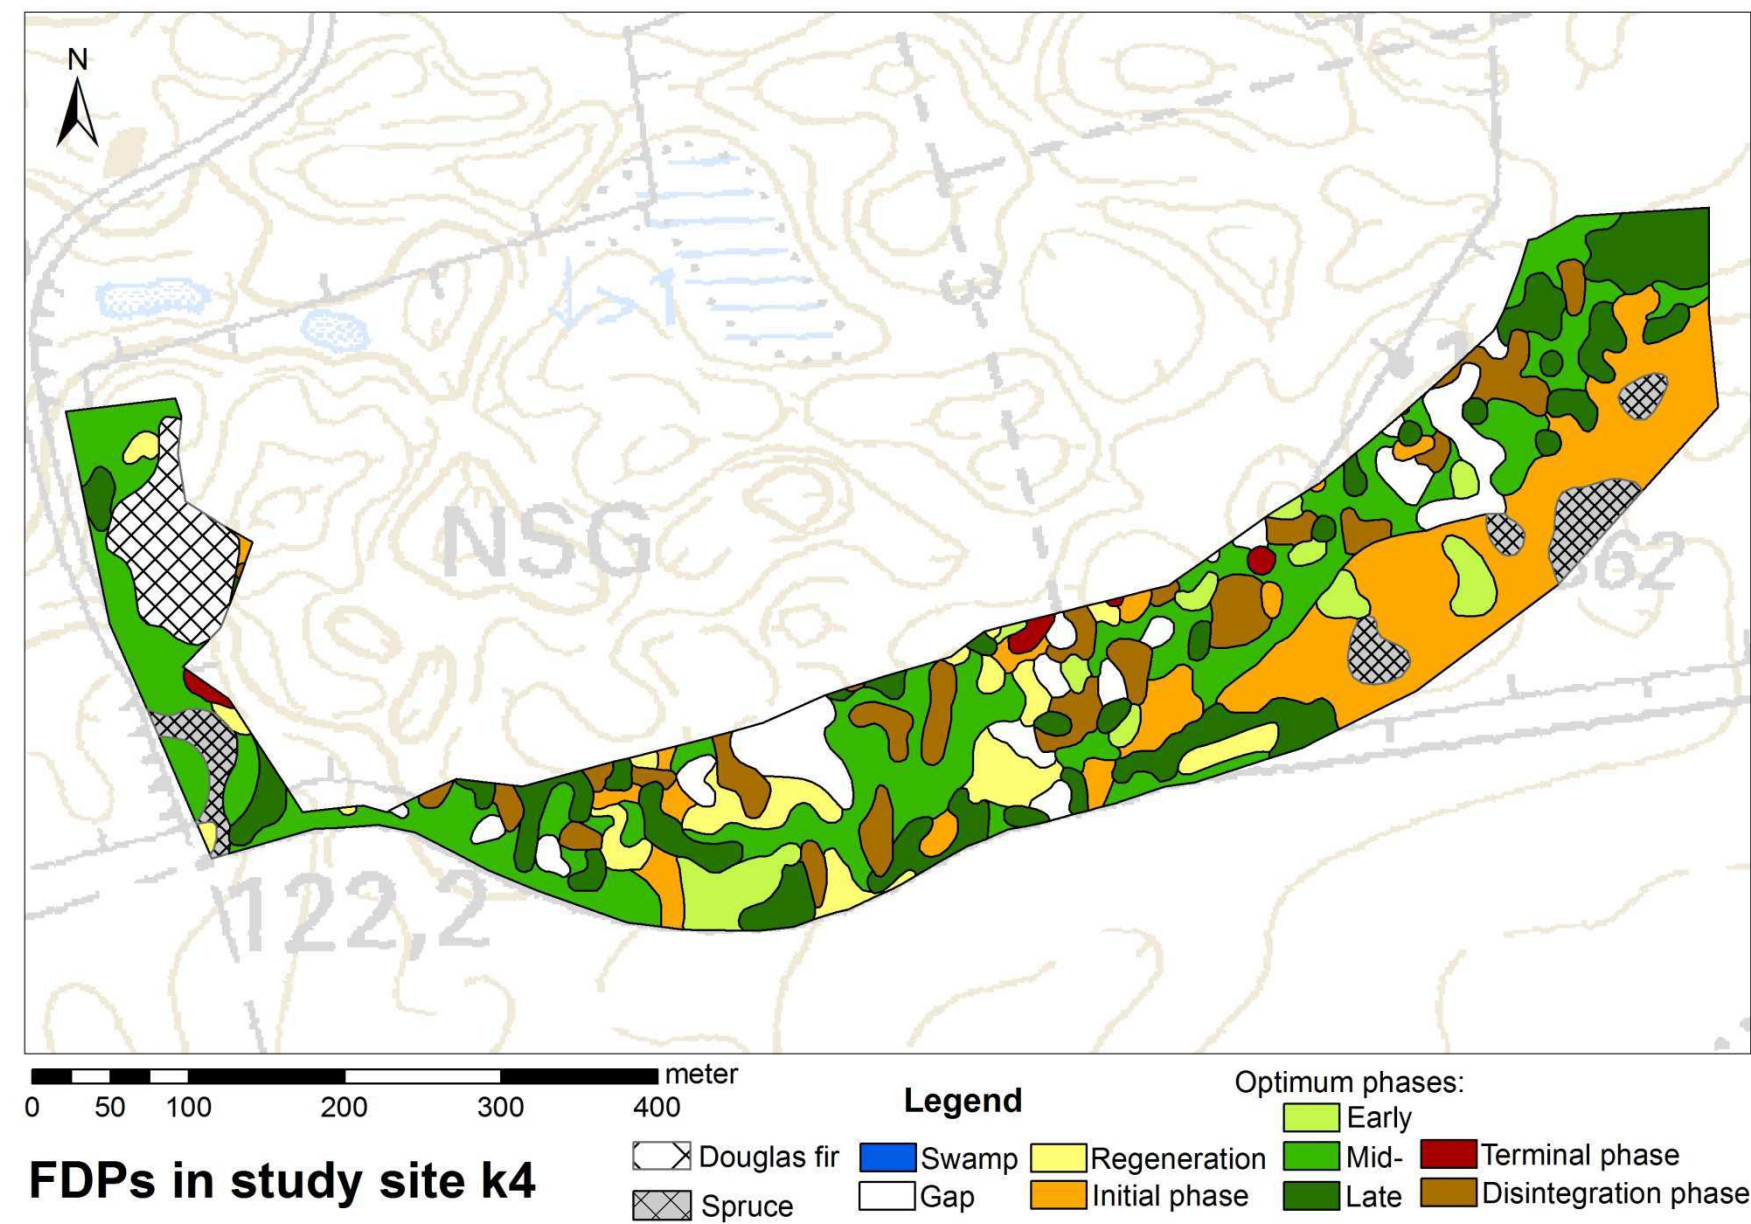 N
NSG
122,2
meter
0 50 100 200 300 400
FDPs in study site k4
Legend
Optimum phases:
Douglas fir
Spruce
Swamp
Gap
Regeneration
Initial phase
Early
Mid-
Late
Terminal phase
Disintegration phase